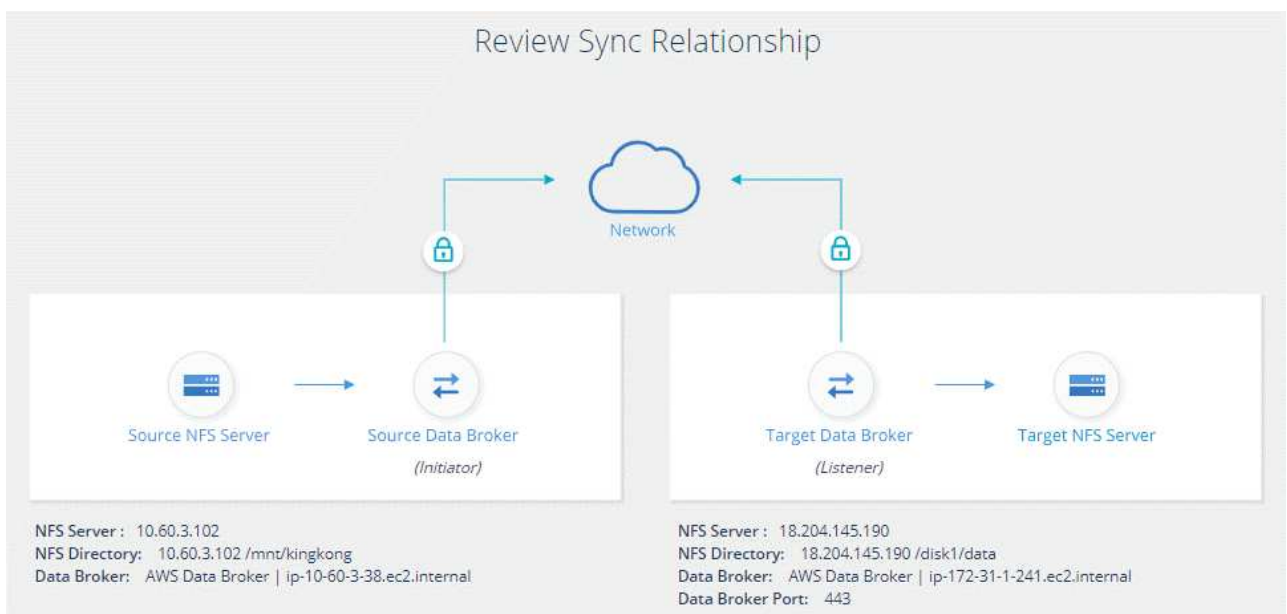 Review Sync Relationship
Network
Source NFS Server
Source Data Broker
(Initiator)
Target Data Broker
(Listener)
Target NFS Server
NFS Server : 10.60.3.102
NFS Directory: 10.60.3.102 /mnt/kingkong
Data Broker: AWS Data Broker | ip-10-60-3-38.ec2.internal
NFS Server : 18.204.145.190
NFS Directory: 18.204.145.190 /disk1/data
Data Broker: AWS Data Broker | ip-172-31-1-241.ec2.internal
Data Broker Port: 443